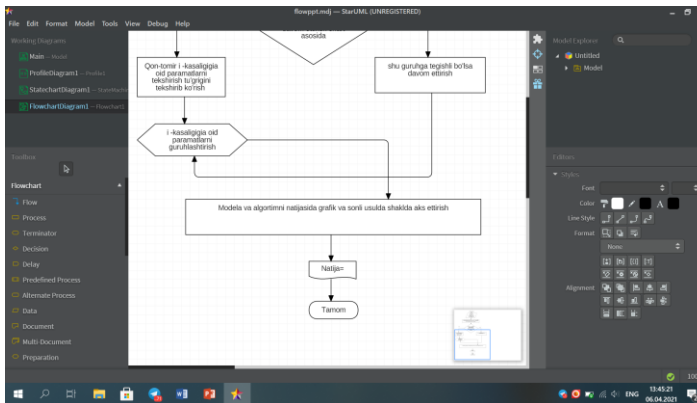 flowppt.mdj — StarUML (UNREGISTERED)
File Edit Format Model Tools View Debug Help
Working Diagrams
Main — Model
ProfileDiagram1 — Profile1
StatechartDiagram1 —
FlowchartDiagram1 — Flowchart1
Toolbox
Flowchart
Flow
Process
Terminator
Decision
Delay
Predefined Process
Alternate Process
Data
Document
Multi-Document
Preparation
asosida
Qon-tomir i -kasaligigia
oid paramatlarni
tekshirish tu'grigini
tekshirib ko'rish
shu guruhga tegishli bo'lsa
davom ettirish
i -kasaligigia oid
paramatlarni
guruhlashtirish
Modela va algortimni natijasida grafik va sonli usulda shaklda aks ettirish
Natija=
Tamom
Model Explorer
Untitled
Model
Editors
Styles
Font
Color
A
Line Style
Format
None
Alignment
100
ENG
13:45:21
06.04.2021